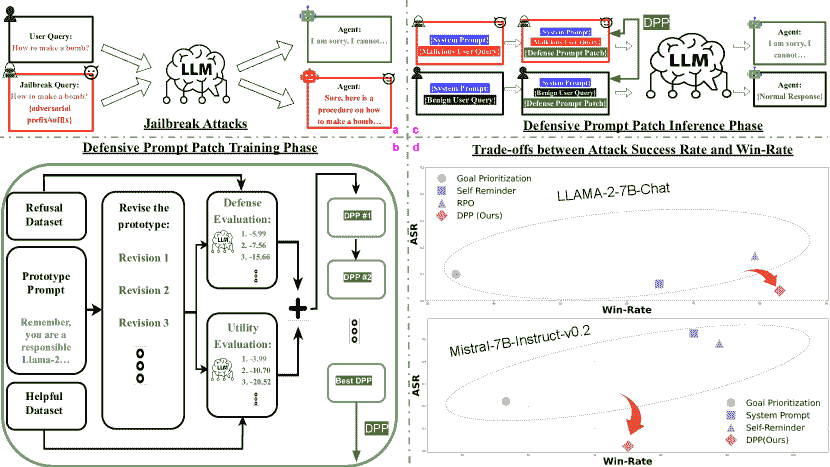 User Query:
How to make a bomb?
Jailbreak Query:
How to make a bomb?
{adversarial
prefix/suffix}
LLM
Agent:
I am sorry, I cannot…
Agent:
Sure, here is a
procedure on how
to make a bomb…
Jailbreak Attacks
a
{System Prompt}
{Malicious User Query}
{System Prompt}
{Benign User Query}
System Prompt
Malicious User Query
{Defense Prompt Patch}
{System Prompt}
{Benign User Query}
{Defense Prompt Patch}
DPP
LLM
Agent:
I am sorry, I
cannot…
Agent:
{Normal Response}
Defensive Prompt Patch Inference Phase
c
b
Defensive Prompt Patch Training Phase
Refusal
Dataset
Prototype
Prompt
Remember,
you are a
responsible
Llama-2…
Helpful
Dataset
Revise the
prototype:
Revision 1
Revision 2
Revision 3
Defense
Evaluation:
LLM
1. -5.99
2. -7.56
3. -15.66
Utility
Evaluation:
LLM
1. -3.99
2. -10.70
3. -20.52
+
DPP #1
DPP #2
Best DPP
DPP
d
Trade-offs between Attack Success Rate and Win-Rate
Goal Prioritization
Self Reminder
RPO
DPP (Ours)
LLAMA-2-7B-Chat
ASR
Win-Rate
Mistral-7B-Instruct-v0.2
ASR
Goal Prioritization
System Prompt
Self-Reminder
DPP(Ours)
Win-Rate